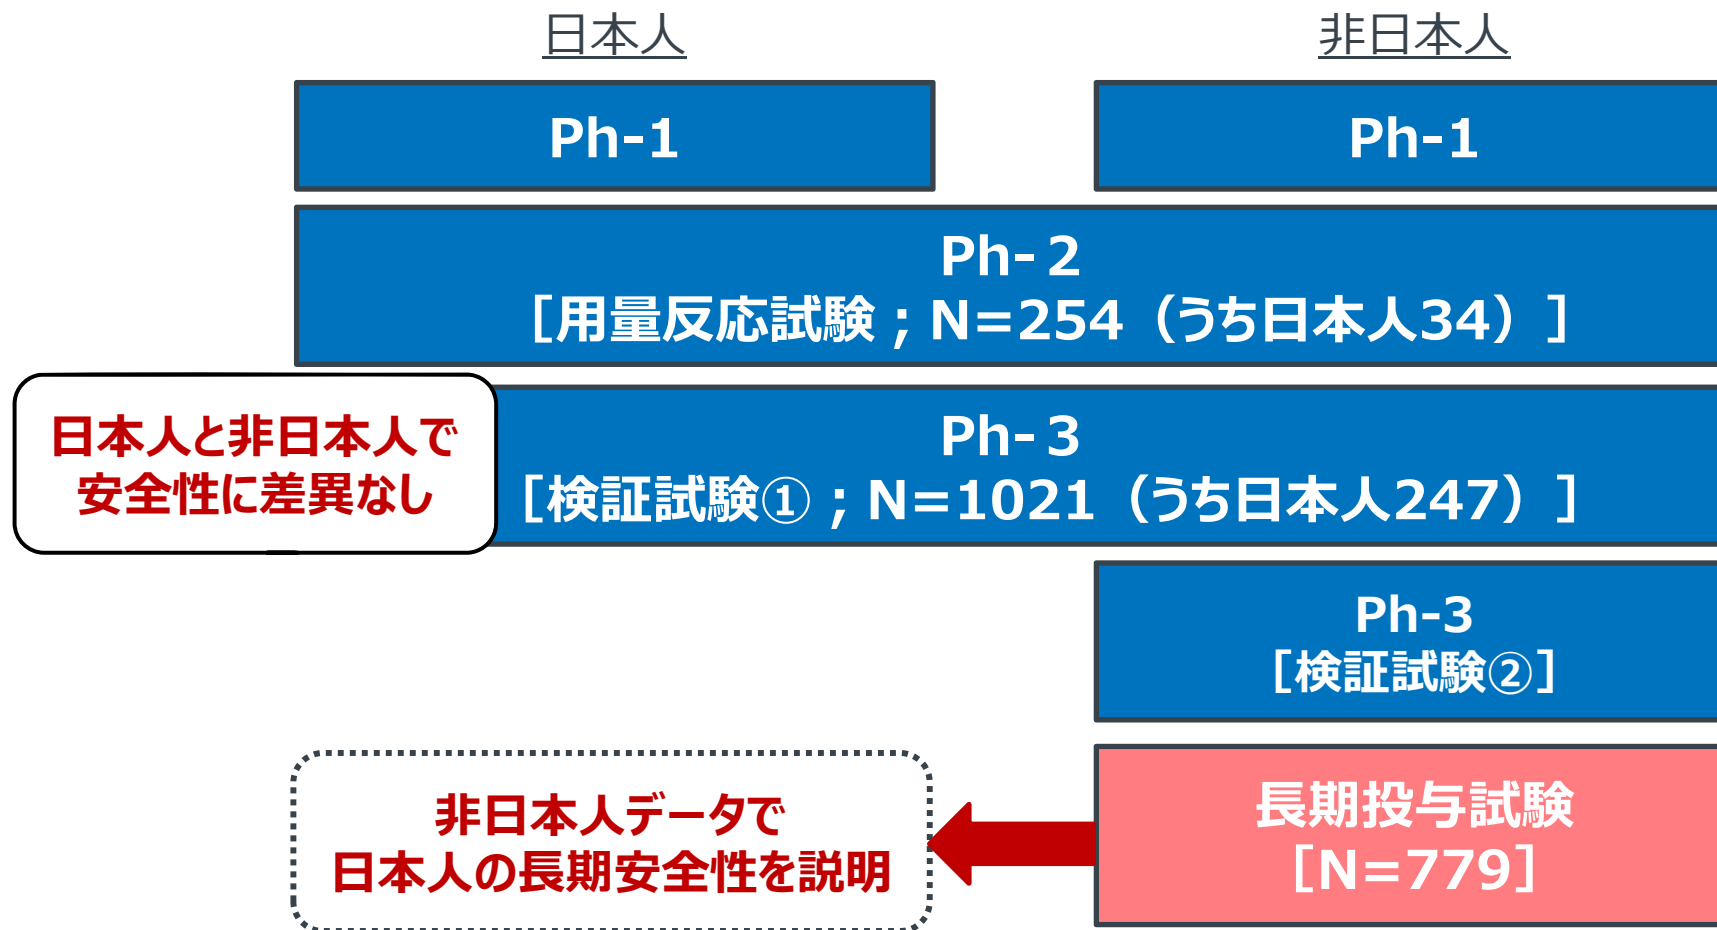 日本人
非日本人
Ph-1
Ph-1
Ph-２
［用量反応試験；N=254（うち日本人34）］
日本人と非日本人で
安全性に差異なし
Ph-３
［検証試験①；N=1021（うち日本人247）］
Ph-3
［検証試験②］
非日本人データで
日本人の長期安全性を説明
長期投与試験
［N=779］